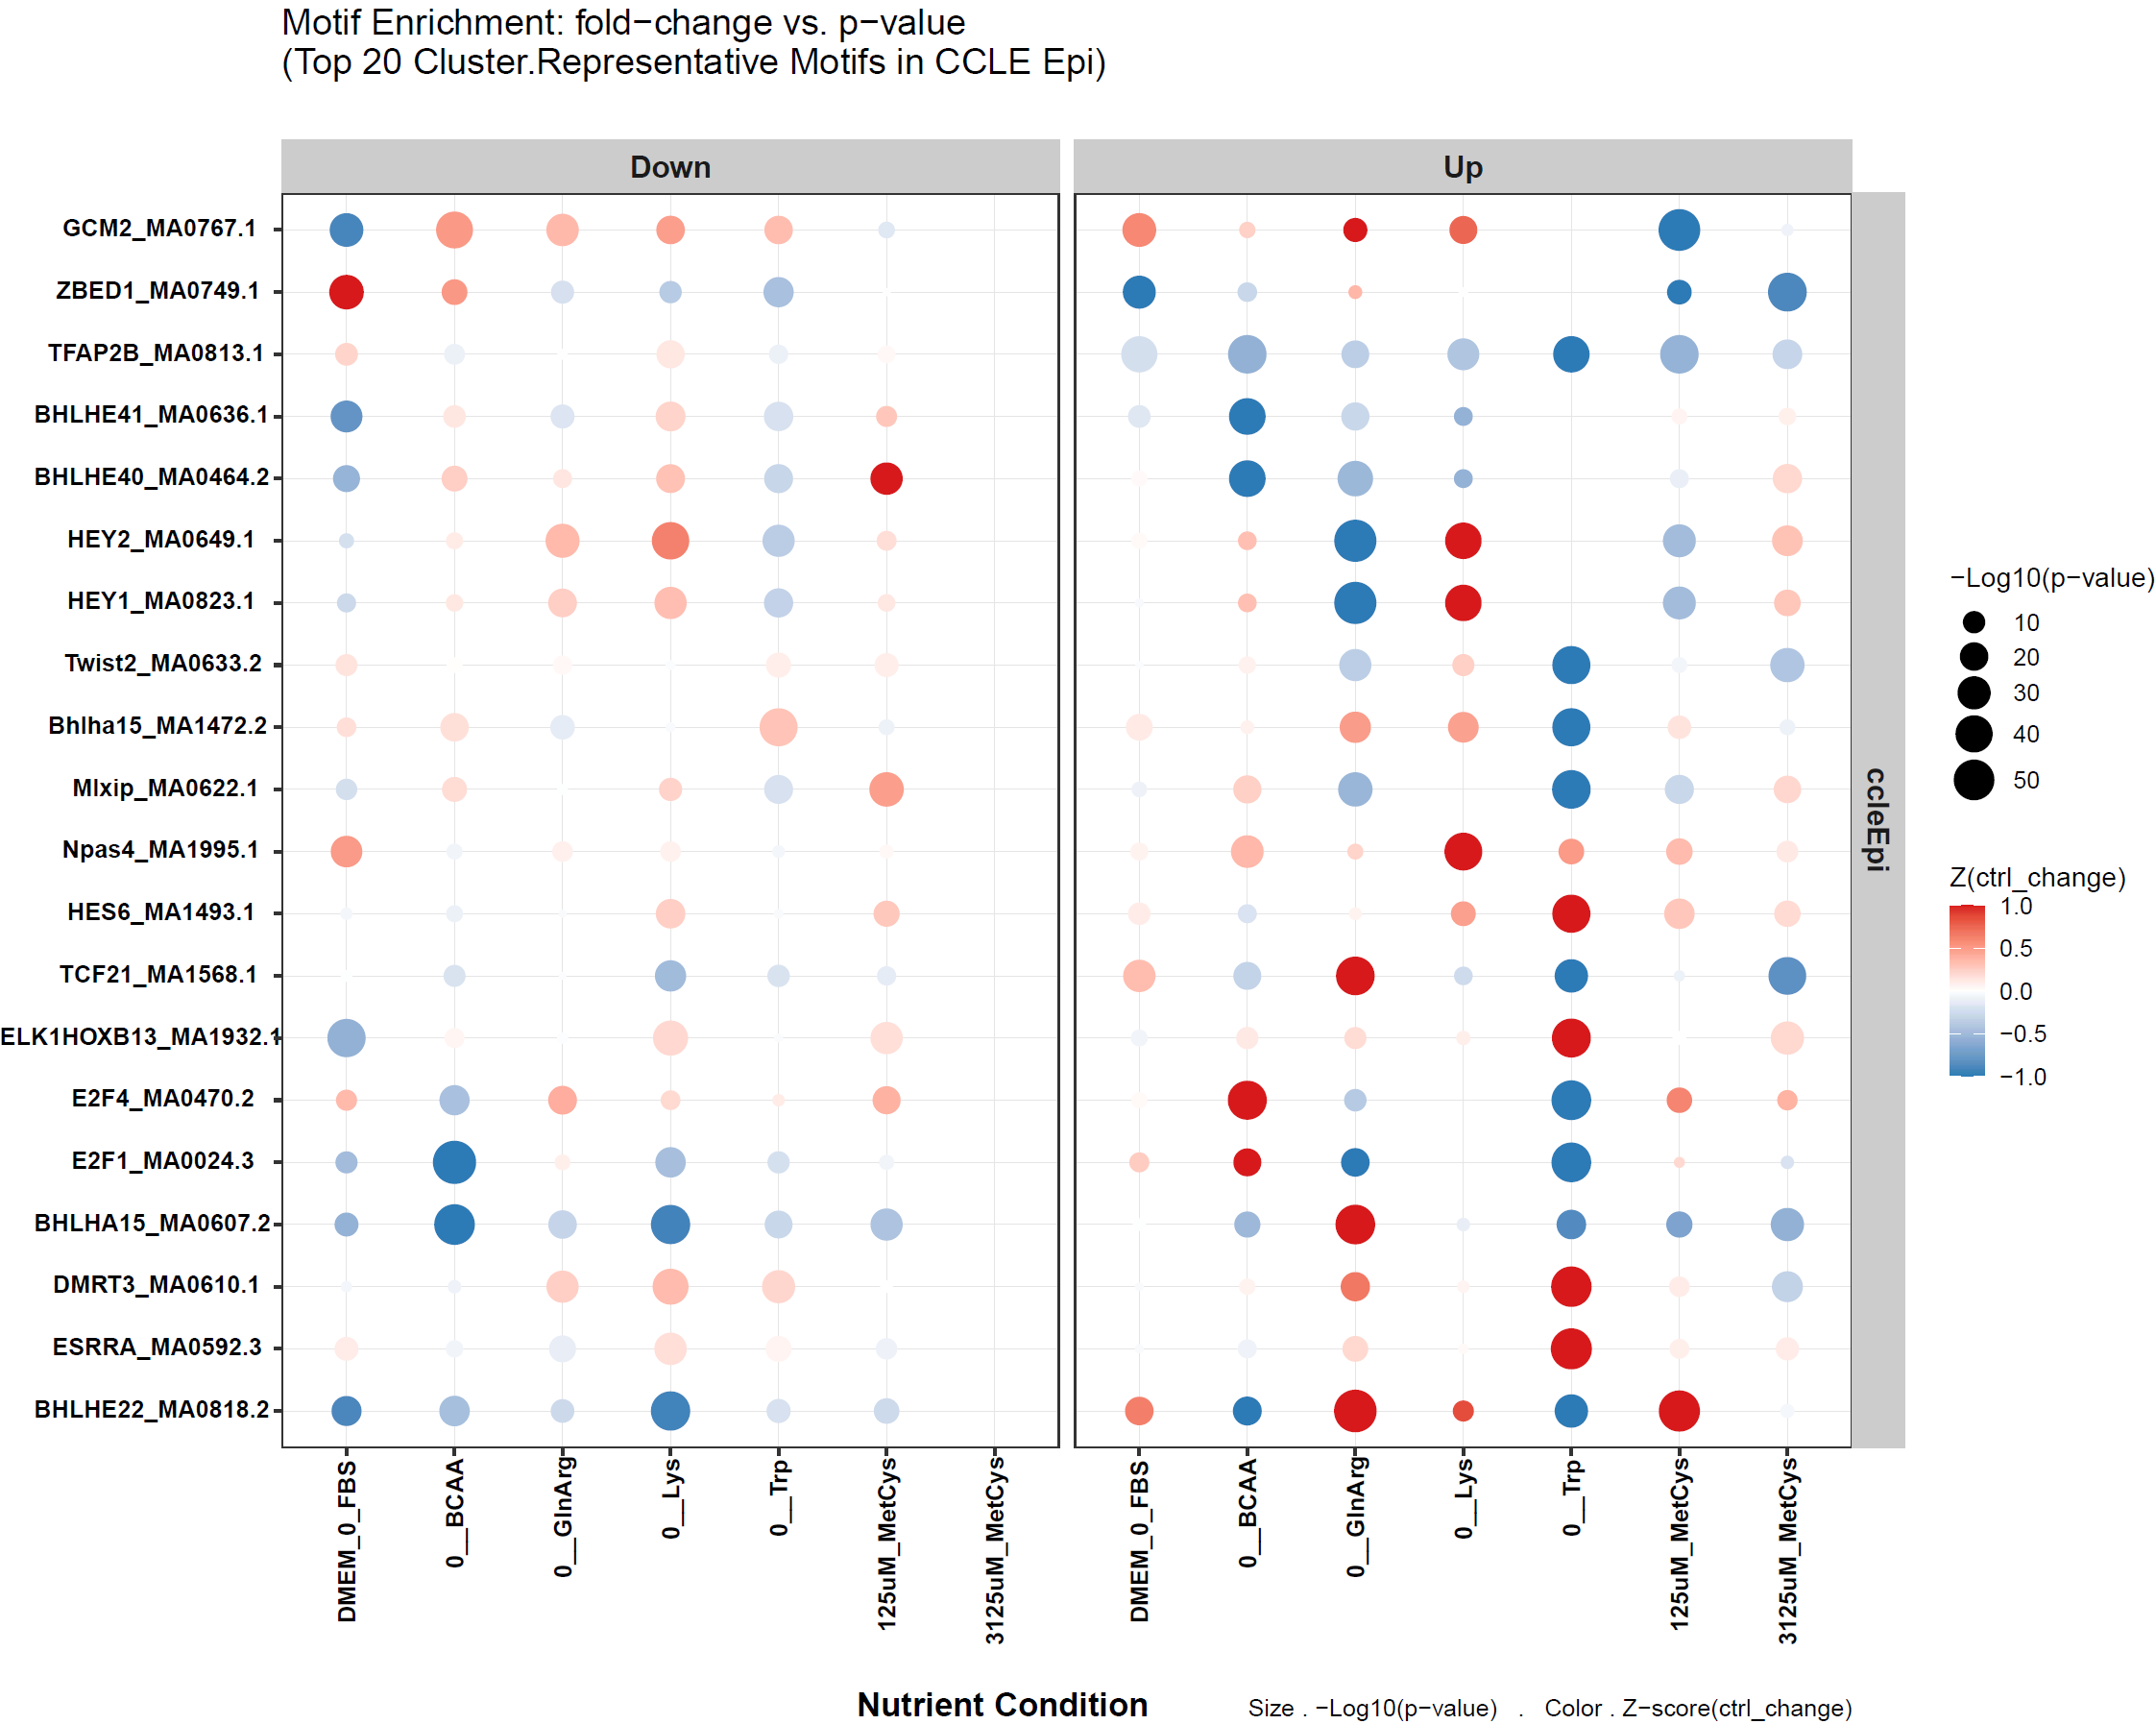 Motif Enrichment: fold−change vs. p−value
(Top 20 Cluster.Representative Motifs in CCLE Epi)
Down
Up
GCM2_MA0767.1
ZBED1_MA0749.1
TFAP2B_MA0813.1
BHLHE41_MA0636.1
BHLHE40_MA0464.2
HEY2_MA0649.1
HEY1_MA0823.1
Twist2_MA0633.2
Bhlha15_MA1472.2
Mlxip_MA0622.1
Npas4_MA1995.1
HES6_MA1493.1
TCF21_MA1568.1
ELK1HOXB13_MA1932.1
E2F4_MA0470.2
E2F1_MA0024.3
BHLHA15_MA0607.2
DMRT3_MA0610.1
ESRRA_MA0592.3
BHLHE22_MA0818.2
ccleEpi
−Log10(p−value)
10
20
30
40
50
Z(ctrl_change)
1.0
0.5
0.0
−0.5
−1.0
DMEM_0_FBS
0__BCAA
0__GlnArg
0__Lys
0__Trp
125uM_MetCys
3125uM_MetCys
DMEM_0_FBS
0__BCAA
0__GlnArg
0__Lys
0__Trp
125uM_MetCys
3125uM_MetCys
Nutrient Condition
Size . −Log10(p−value) . Color . Z−score(ctrl_change)